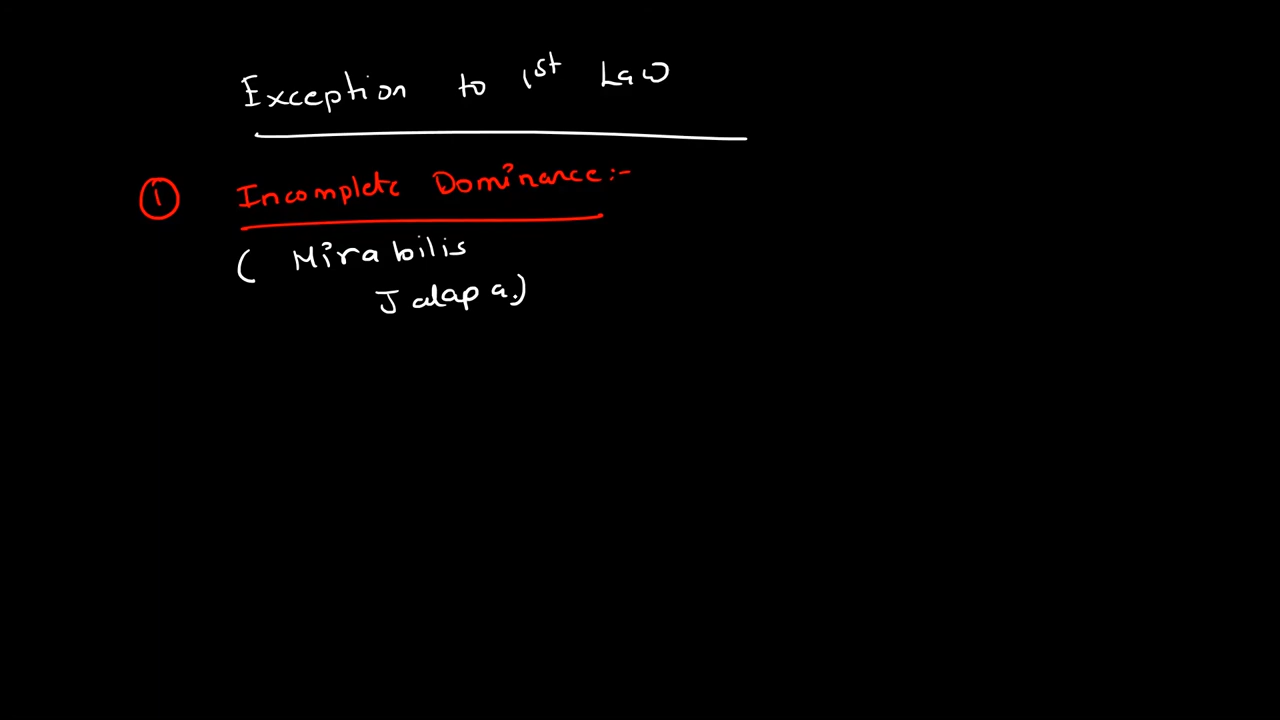 Exception to 1st Law
① Incomplete Dominance:-
( Mirabilis
Jalapa.)